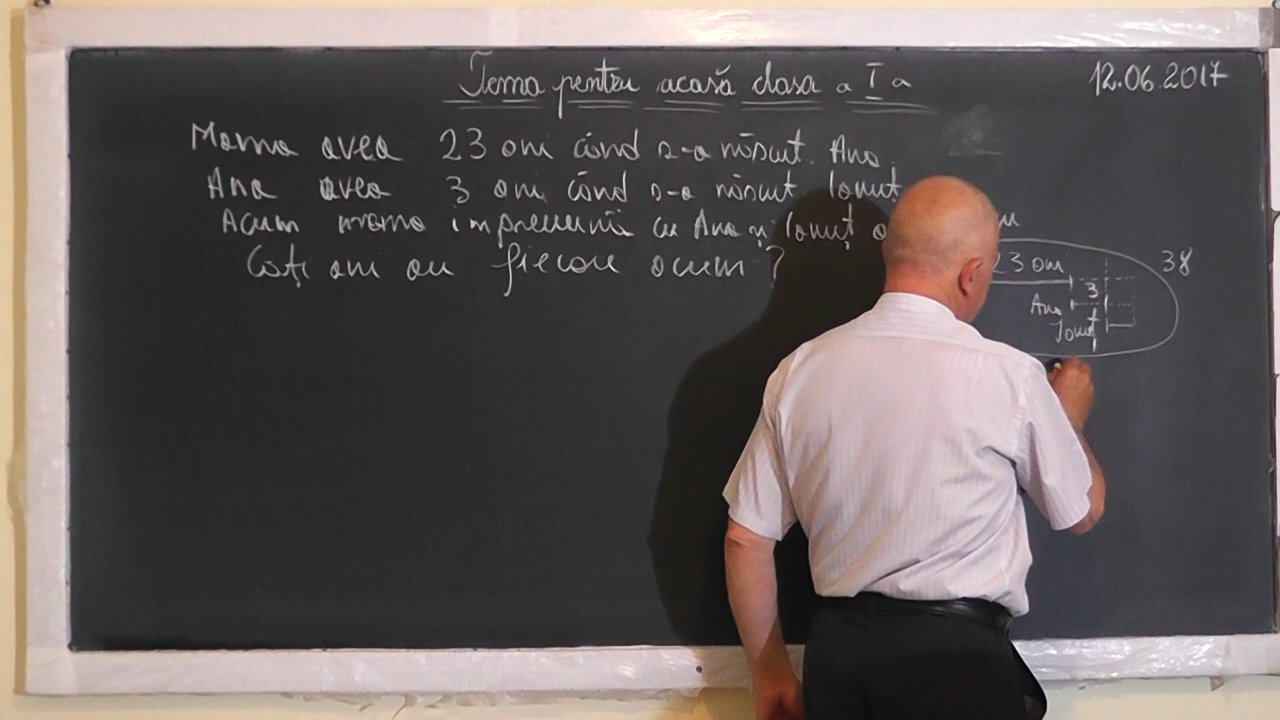 Tema pentru acasă clasa a I a
12.06.2017
Mama avea 23 ani când s-a născut Ana.
Ana avea 3 ani când s-a născut Ionuț
Acum mama împreună cu Ana și Ionuț a
Câți ani au fiecare acum?
23 ani
38
3
Ana
Ionuț